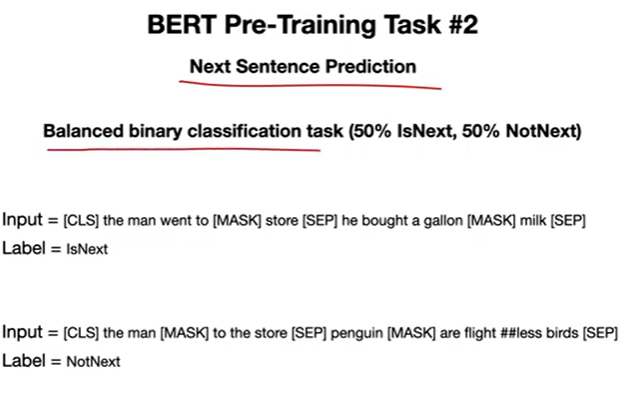 BERT Pre-Training Task #2
Next Sentence Prediction
Balanced binary classification task (50% IsNext, 50% NotNext)
Input = [CLS] the man went to [MASK] store [SEP] he bought a gallon [MASK] milk [SEP]
Label = IsNext
Input = [CLS] the man [MASK] to the store [SEP] penguin [MASK] are flight ##less birds [SEP]
Label = NotNext